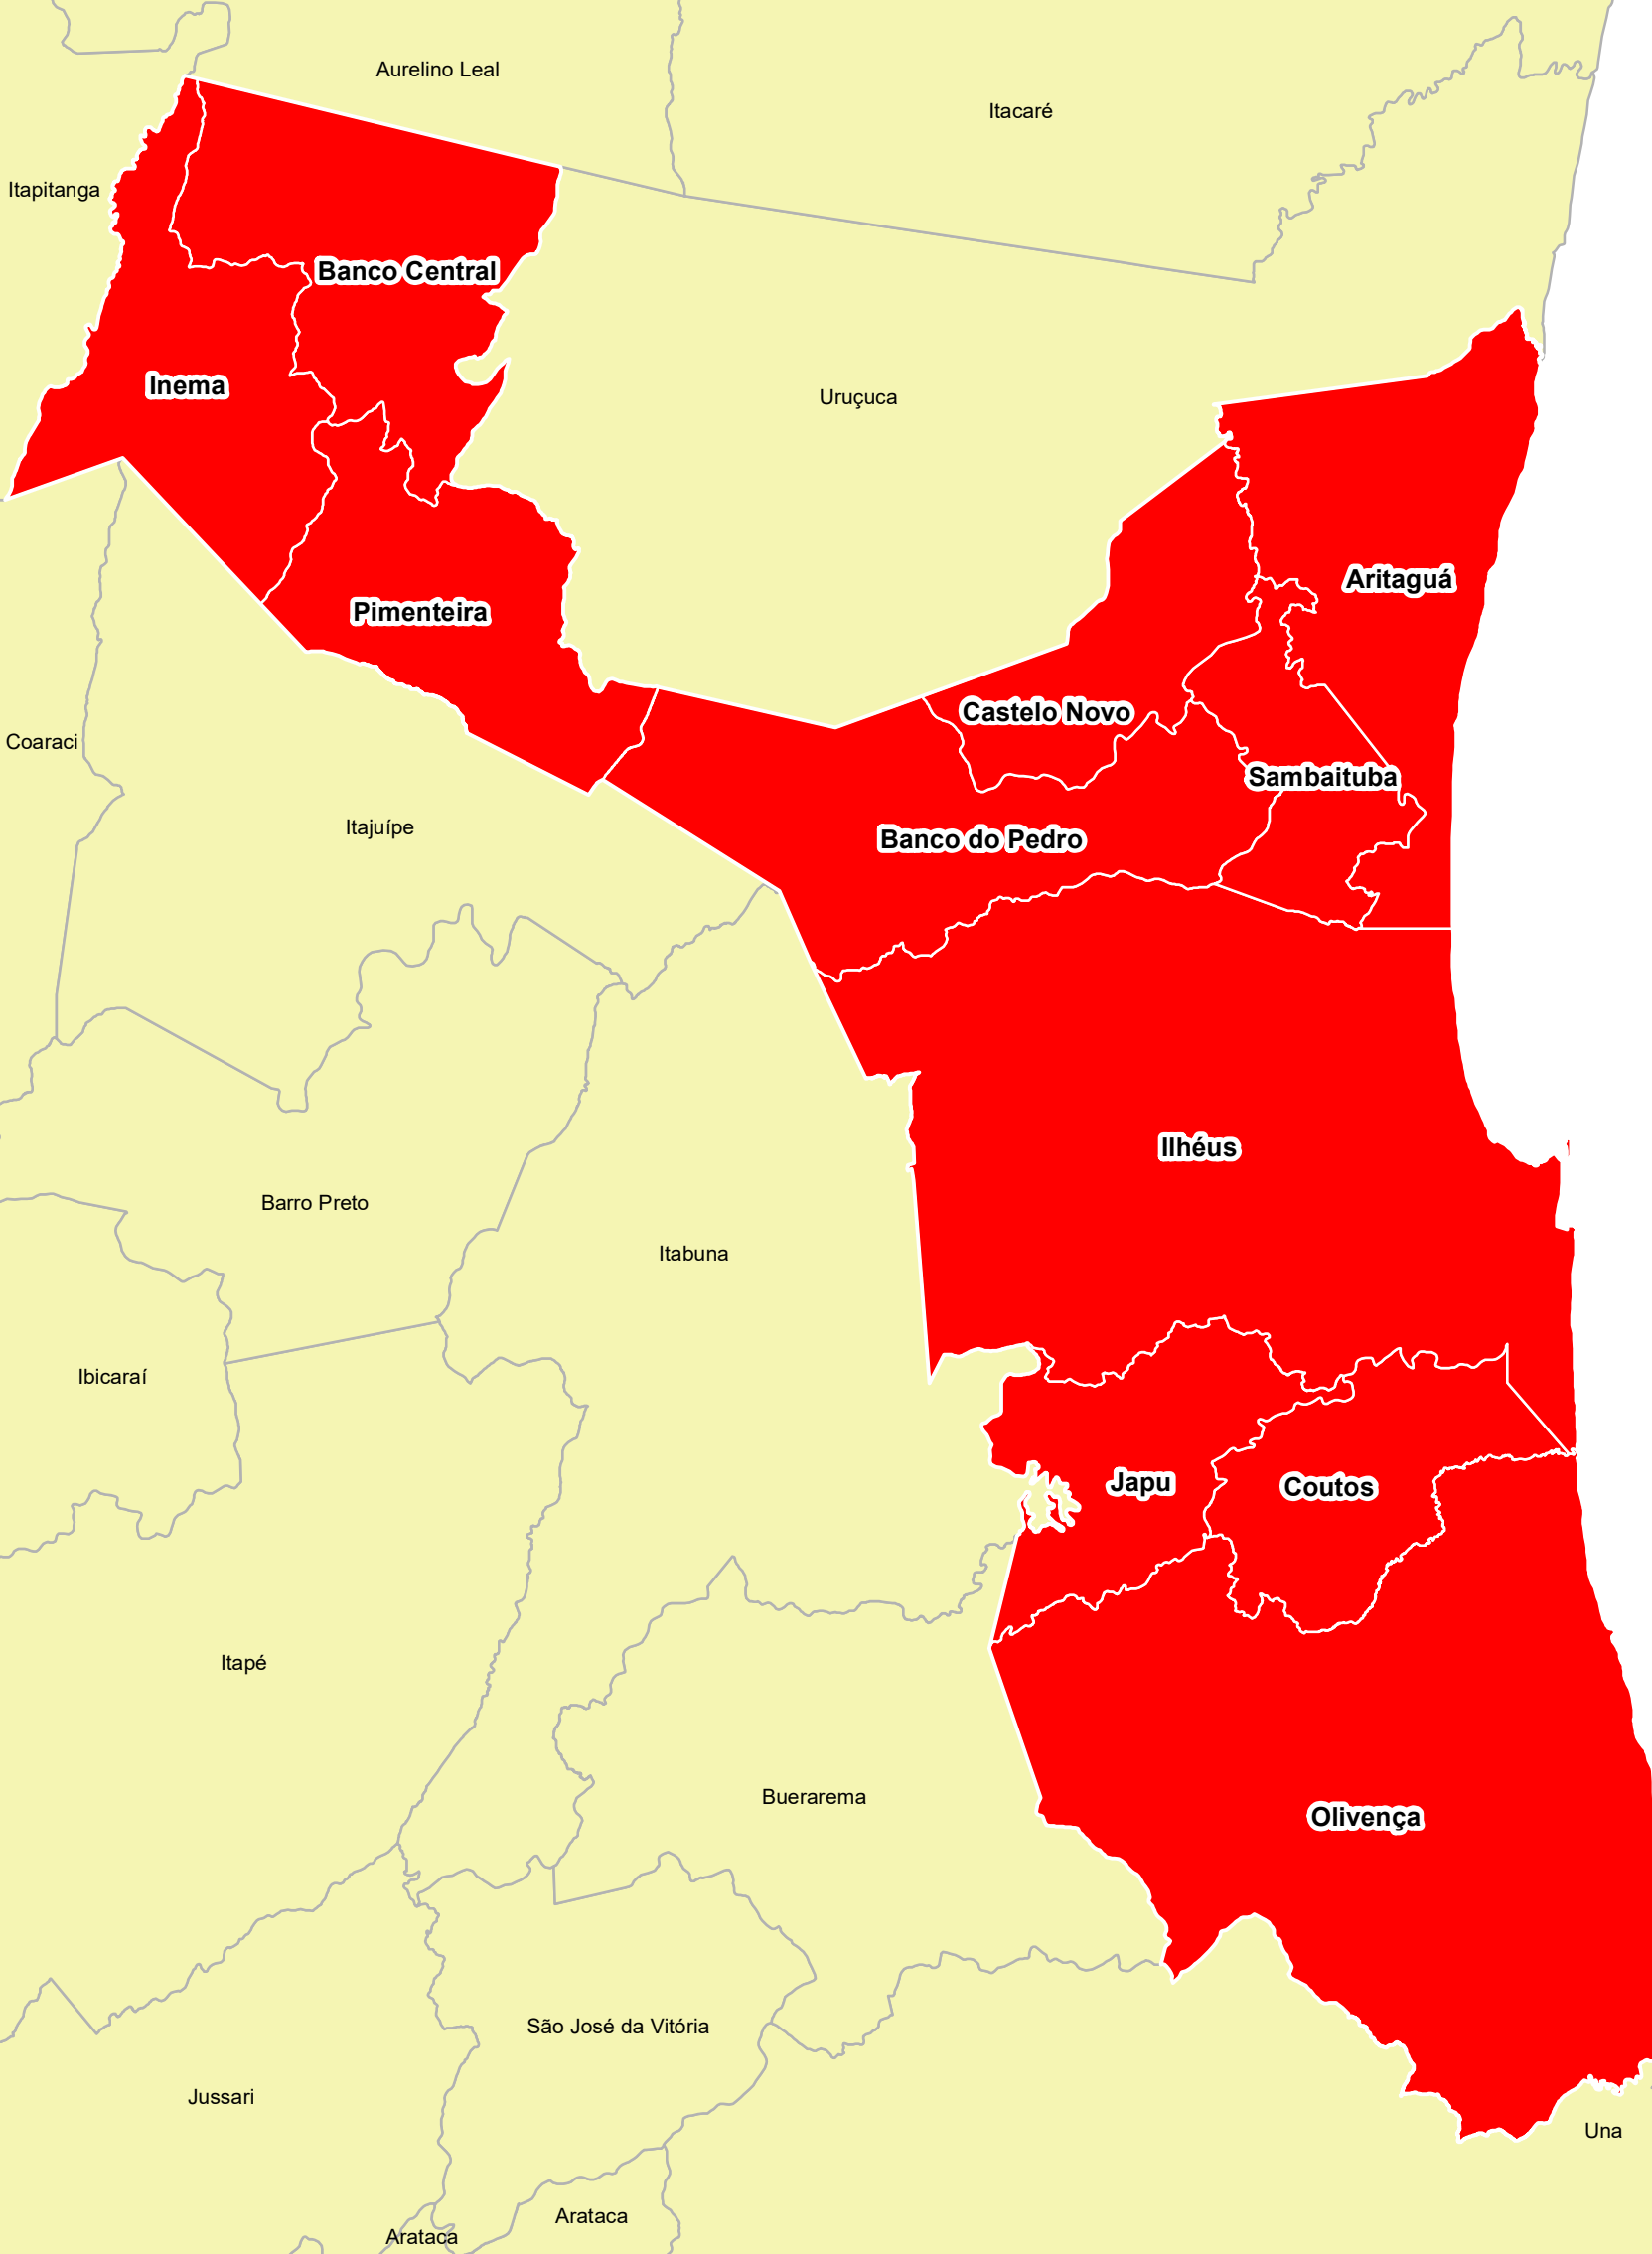 Aurelino Leal
Itacaré
Itapitanga
Banco Central
Inema
Uruçuca
Aritaguá
Pimenteira
Castelo Novo
Coaraci
Sambaituba
Itajuípe
Banco do Pedro
Ilhéus
Barro Preto
Itabuna
Ibicaraí
Japu
Coutos
Itapé
Buerarema
Olivença
São José da Vitória
Jussari
Una
Arataca
Arataca